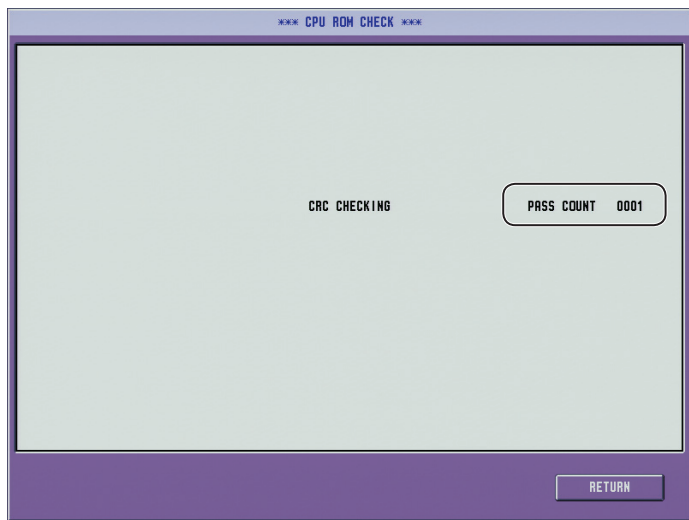 *** CPU ROM CHECK ***
CRC CHECKING PASS COUNT 0001
RETURN